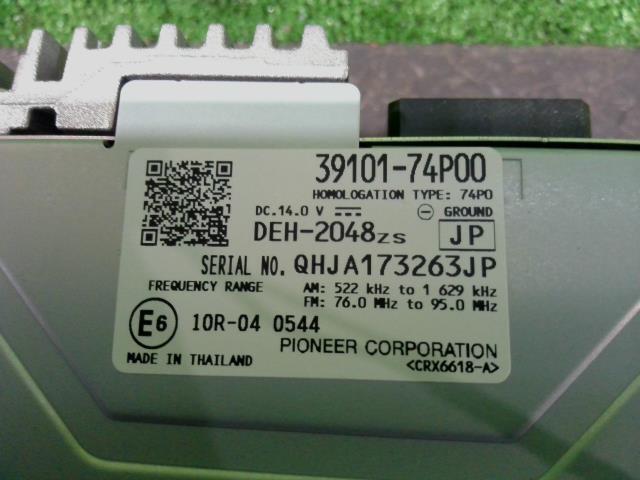 39101-74P00
HOMOLOGATION TYPE: 74P0
DC.14.0 V ⊖ GROUND
DEH-2048ZS JP
SERIAL NO. QHJA173263JP
FREQUENCY RANGE AM: 522 kHz to 1 629 kHz
FM: 76.0 MHz to 95.0 MHz
E6 10R-04 0544
PIONEER CORPORATION
MADE IN THAILAND <CRX6618-A>